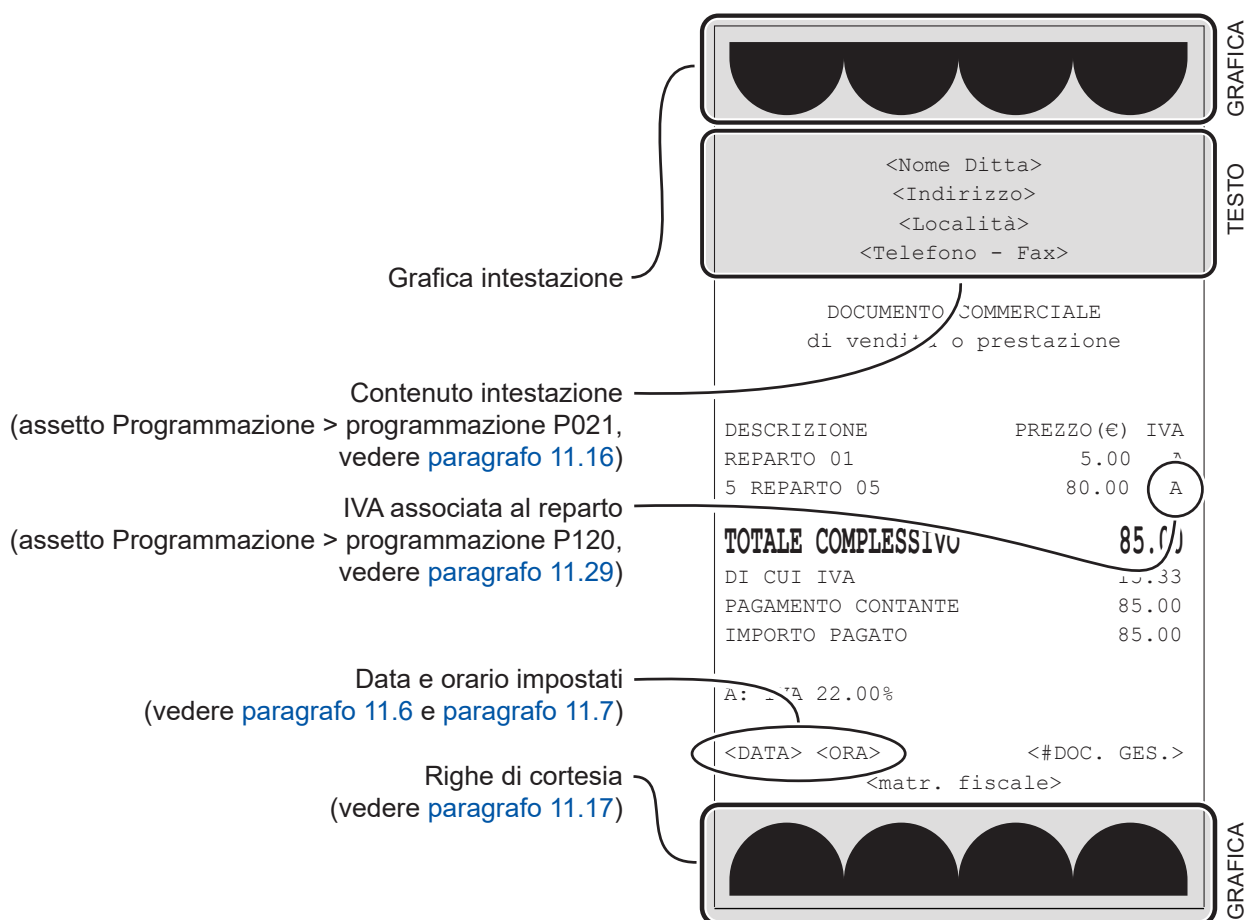 GRAFICA
<Nome Ditta>
<Indirizzo>
<Località>
<Telefono - Fax>
TESTO
Grafica intestazione
DOCUMENTO COMMERCIALE
di vendita o prestazione
Contenuto intestazione
(assetto Programmazione > programmazione P021,
vedere paragrafo 11.16)
DESCRIZIONE PREZZO(€) IVA
REPARTO 01 5.00 A
5 REPARTO 05 80.00 A
IVA associata al reparto
(assetto Programmazione > programmazione P120,
vedere paragrafo 11.29)
TOTALE COMPLESSIVO 85.00
DI CUI IVA
PAGAMENTO CONTANTE 85.00
IMPORTO PAGATO 85.00
Data e orario impostati
(vedere paragrafo 11.6 e paragrafo 11.7)
A: IVA 22.00%
<DATA> <ORA> <#DOC. GES.>
<matr. fiscale>
Righe di cortesia
(vedere paragrafo 11.17)
GRAFICA